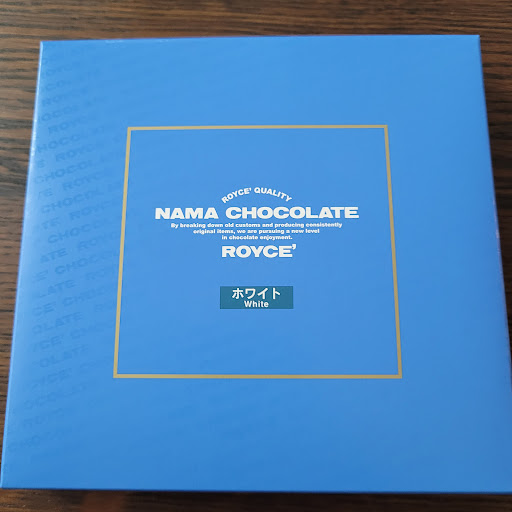 ROYCE' QUALITY
NAMA CHOCOLATE
By breaking down old customs and producing consistently
original items, we are pursuing a new level
in chocolate enjoyment.
ROYCE'
ホワイト
White